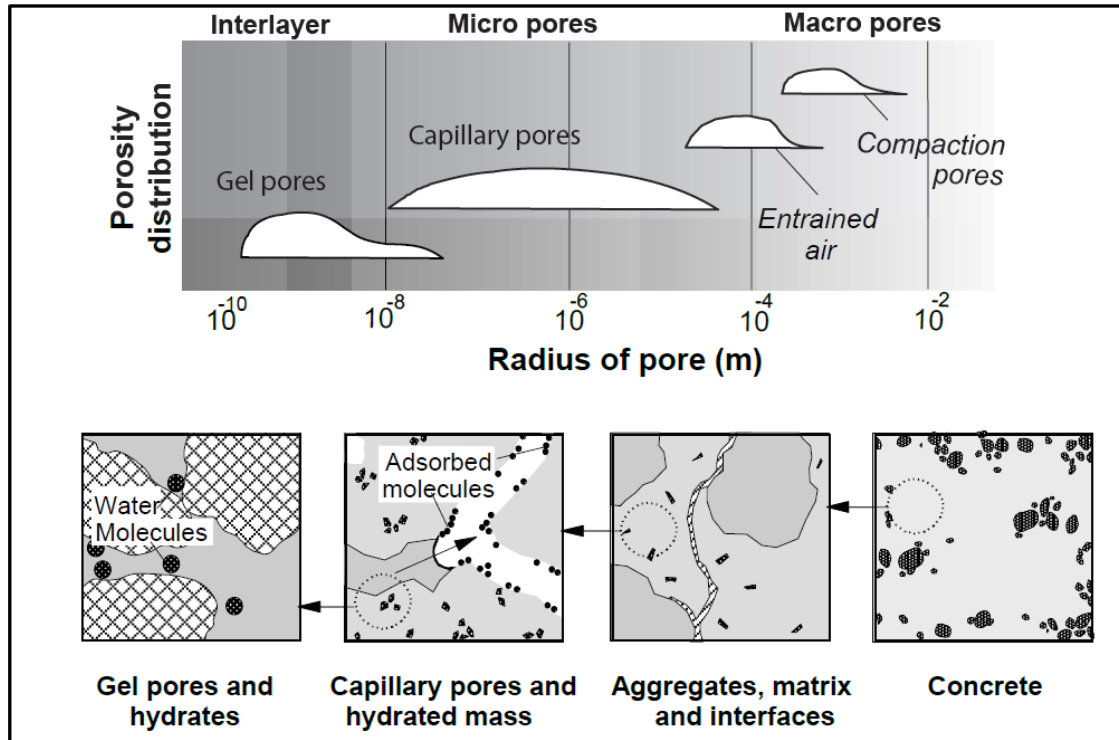 Interlayer Micro pores Macro pores
Porosity
distribution
Gel pores
Capillary pores
Compaction
pores
Entrained
air
10^-10 10^-8 10^-6 10^-4 10^-2
Radius of pore (m)
Water
Molecules
Adsorbed
molecules
Gel pores and
hydrates
Capillary pores and
hydrated mass
Aggregates, matrix
and interfaces
Concrete